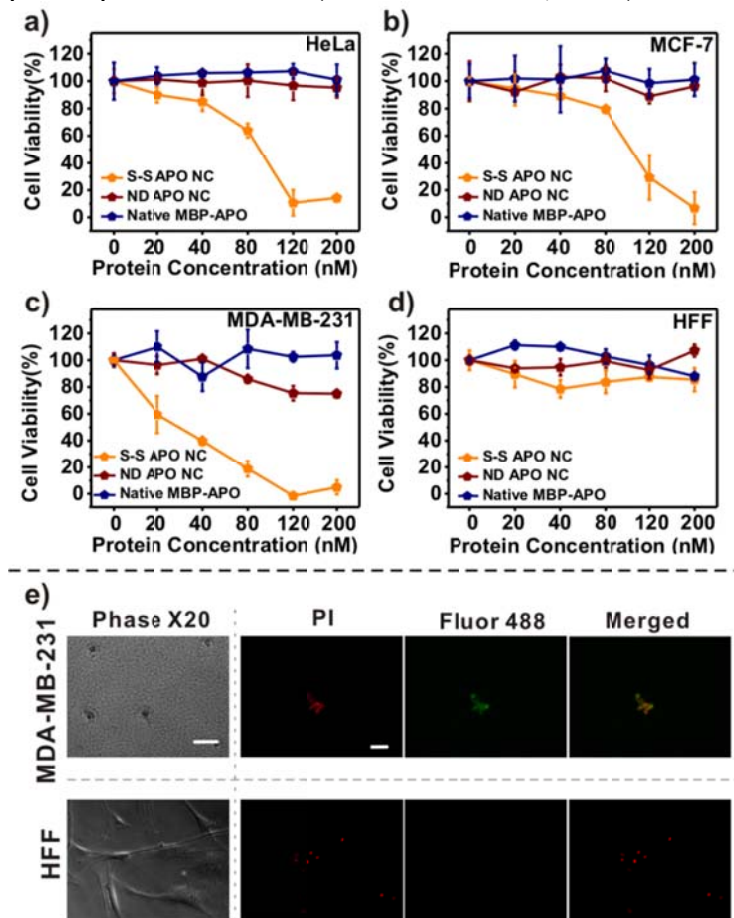 a)
HeLa
Cell Viability(%)
120
100
80
60
40
20
0
S-S APO NC
ND APO NC
Native MBP-APO
0 20 40 80 120 200
Protein Concentration (nM)
b)
MCF-7
Cell Viability(%)
120
100
80
60
40
20
0
S-S APO NC
ND APO NC
Native MBP-APO
0 20 40 80 120 200
Protein Concentration (nM)
c)
MDA-MB-231
Cell Viability(%)
120
100
80
60
40
20
0
S-S APO NC
ND APO NC
Native MBP-APO
0 20 40 80 120 200
Protein Concentration (nM)
d)
HFF
Cell Viability(%)
120
100
80
60
40
20
0
S-S APO NC
ND APO NC
Native MBP-APO
0 20 40 80 120 200
Protein Concentration (nM)
e)
Phase X20 PI Fluor 488 Merged
MDA-MB-231
HFF